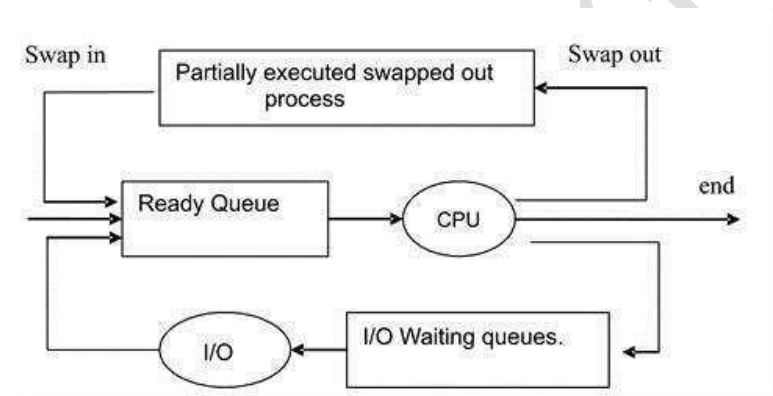 Swap in
Partially executed swapped out
process
Swap out
Ready Queue
CPU
end
I/O
I/O Waiting queues.